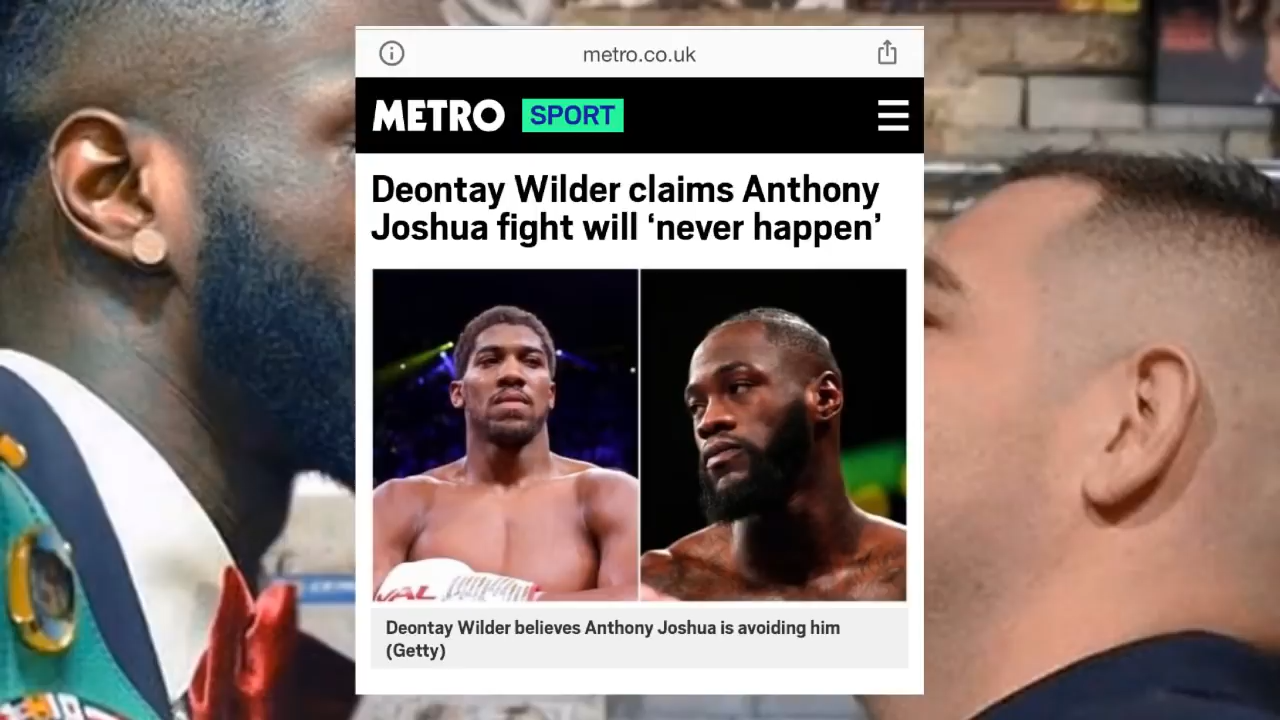 metro.co.uk
METRO SPORT
Deontay Wilder claims Anthony
Joshua fight will ‘never happen’
Deontay Wilder believes Anthony Joshua is avoiding him
(Getty)